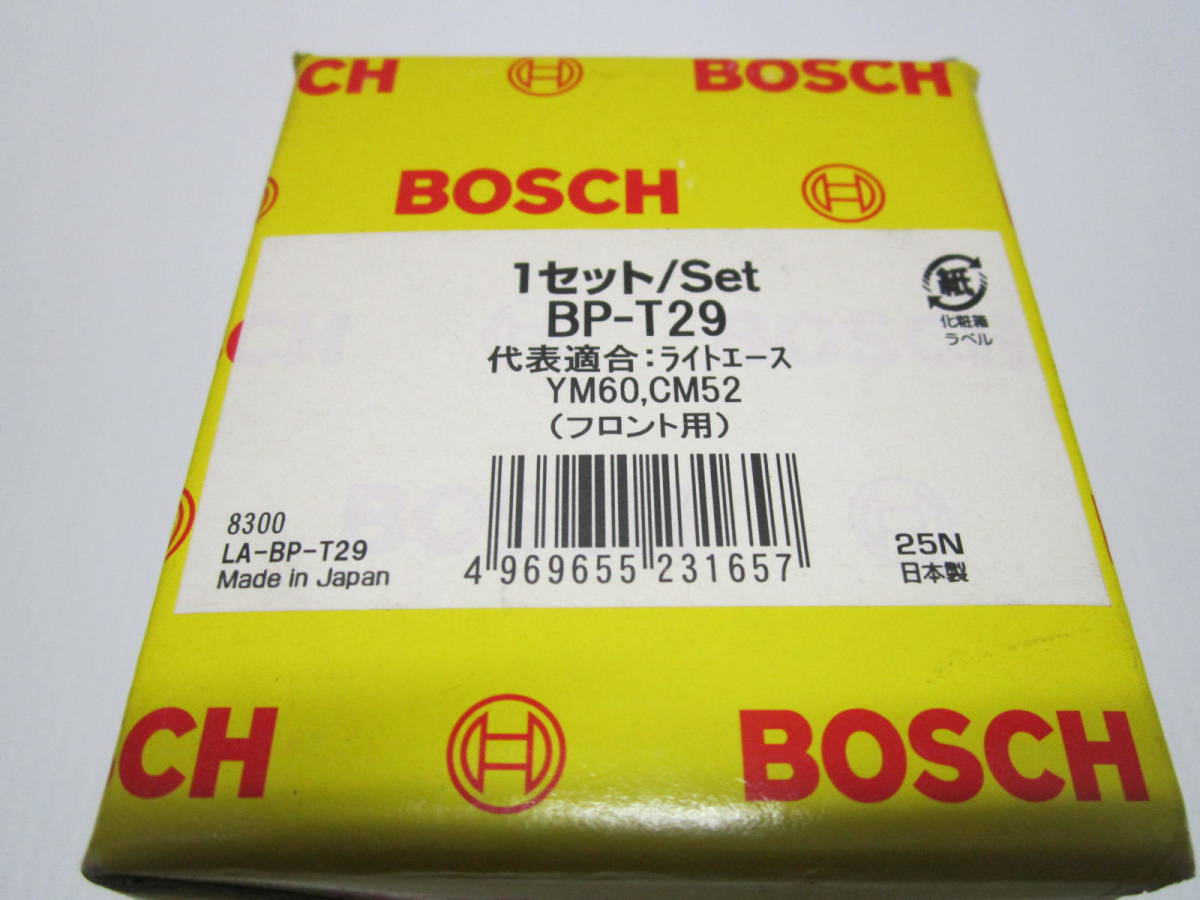 CH BOSCH
BOSCH
1セット/Set
BP-T29
代表適合:ライトエース
YM60,CM52
(フロント用)
紙
化粧箱
ラベル
8300
LA-BP-T29
Made in Japan
4 969655 231657
25N
日本製
CH BOSCH